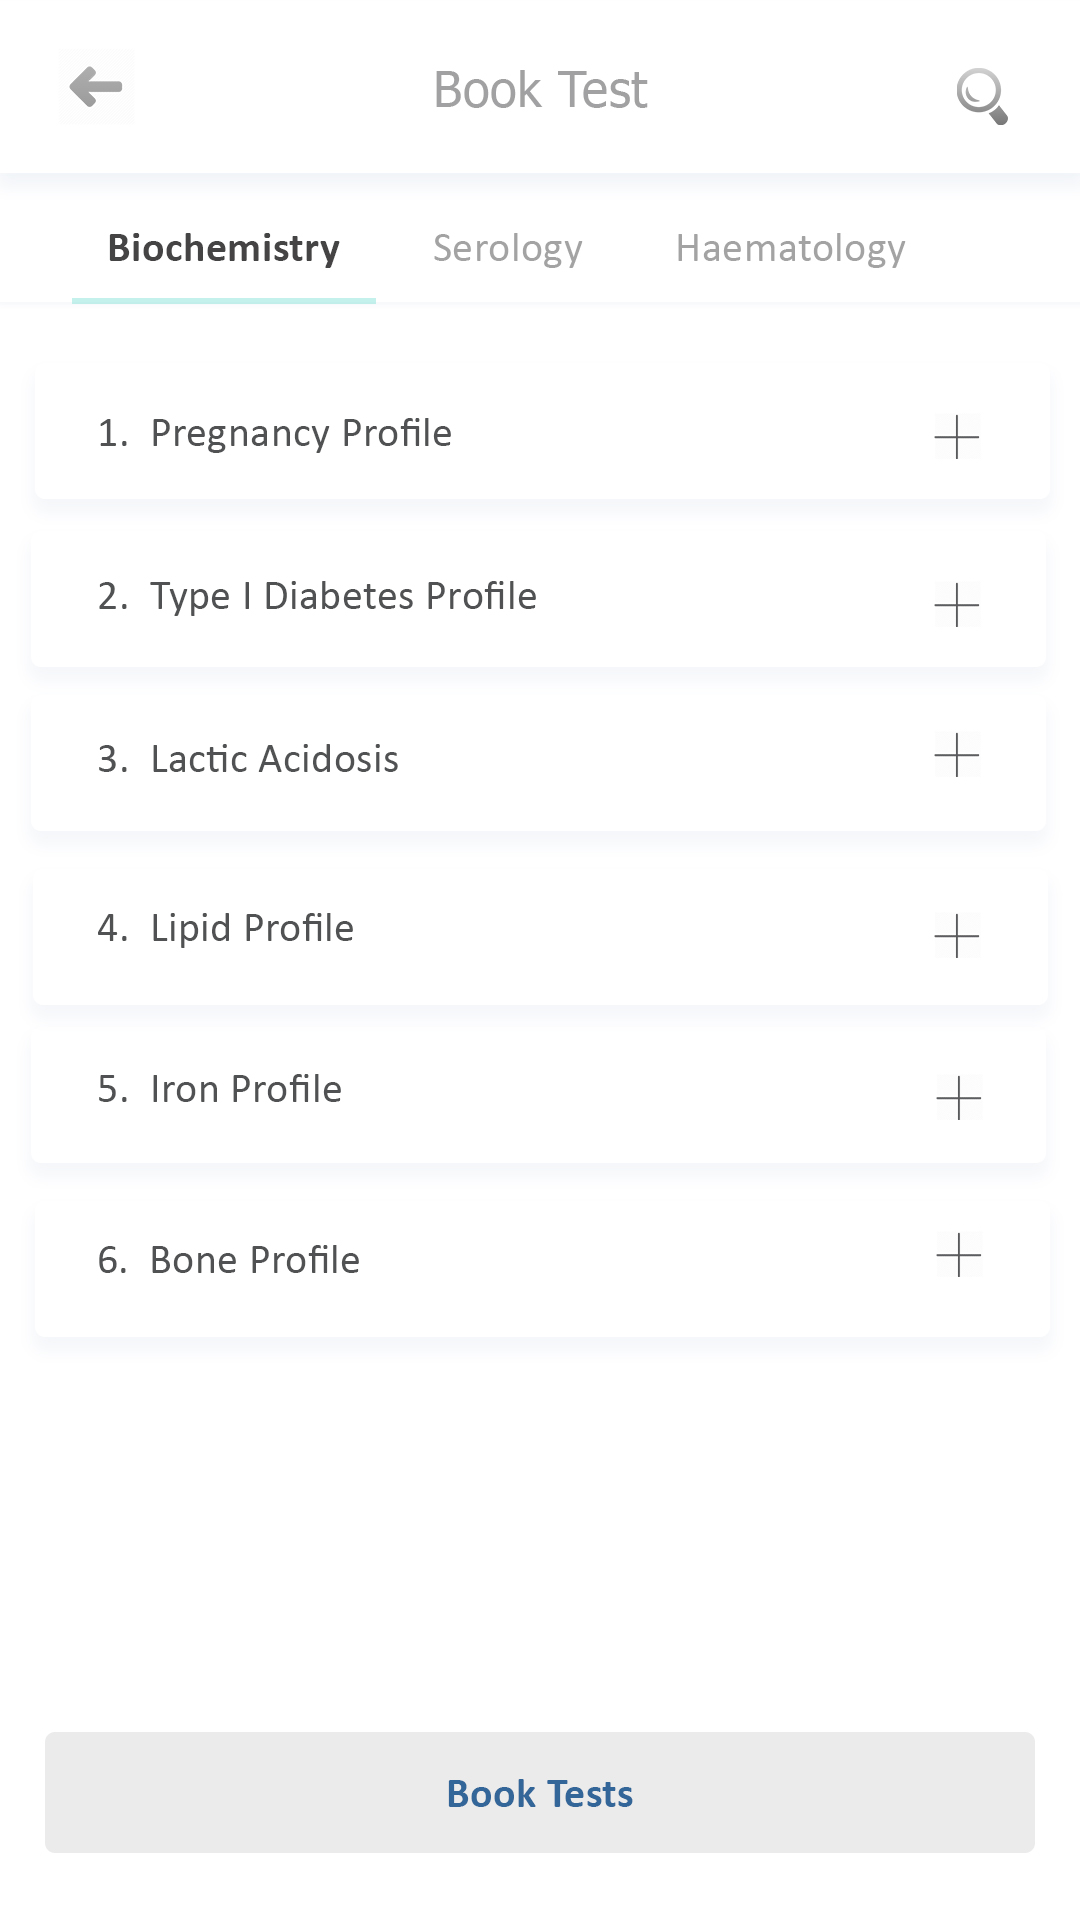 Book Test
Biochemistry Serology Haematology
1. Pregnancy Profile
2. Type I Diabetes Profile
3. Lactic Acidosis
4. Lipid Profile
5. Iron Profile
6. Bone Profile
Book Tests